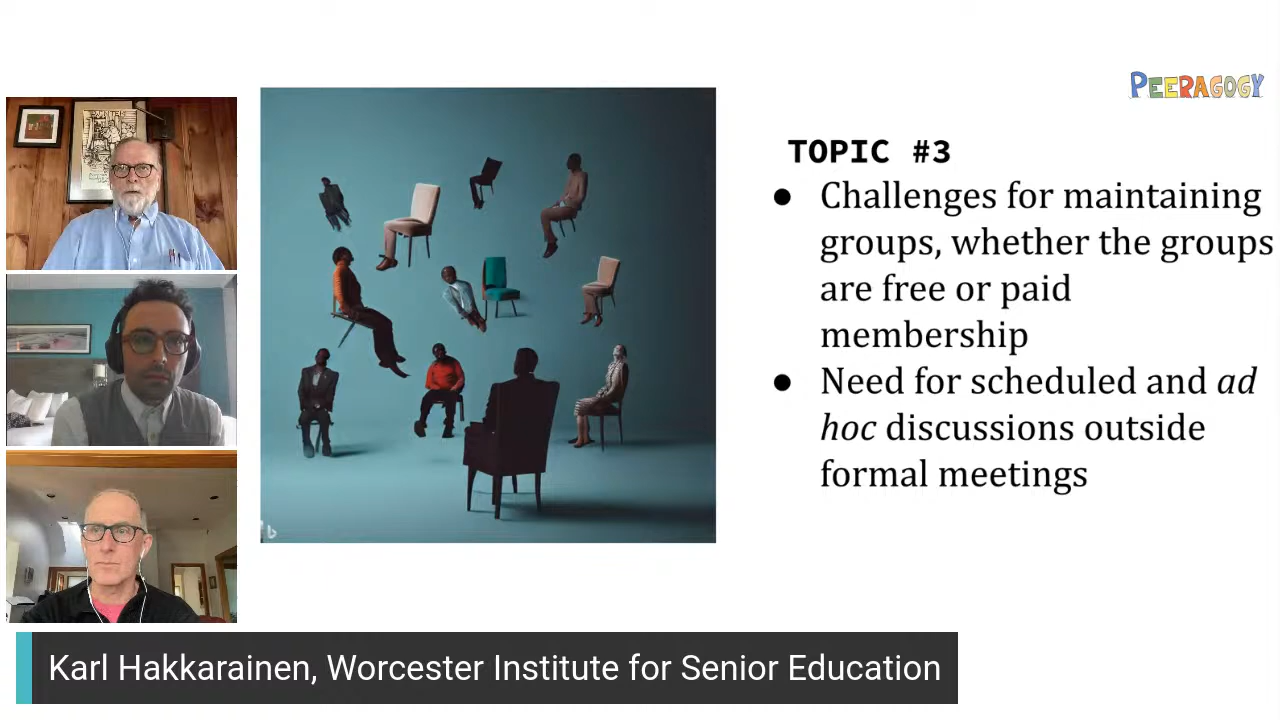 PEERAGOGY
TOPIC #3
● Challenges for maintaining
groups, whether the groups
are free or paid
membership
● Need for scheduled and ad
hoc discussions outside
formal meetings
Karl Hakkarainen, Worcester Institute for Senior Education